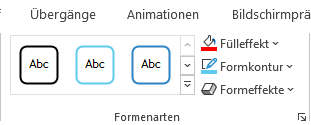 Übergänge Animationen Bildschirmprä
Abc Abc Abc
Fülleffekt
Formkontur
Formeffekte
Formenarten